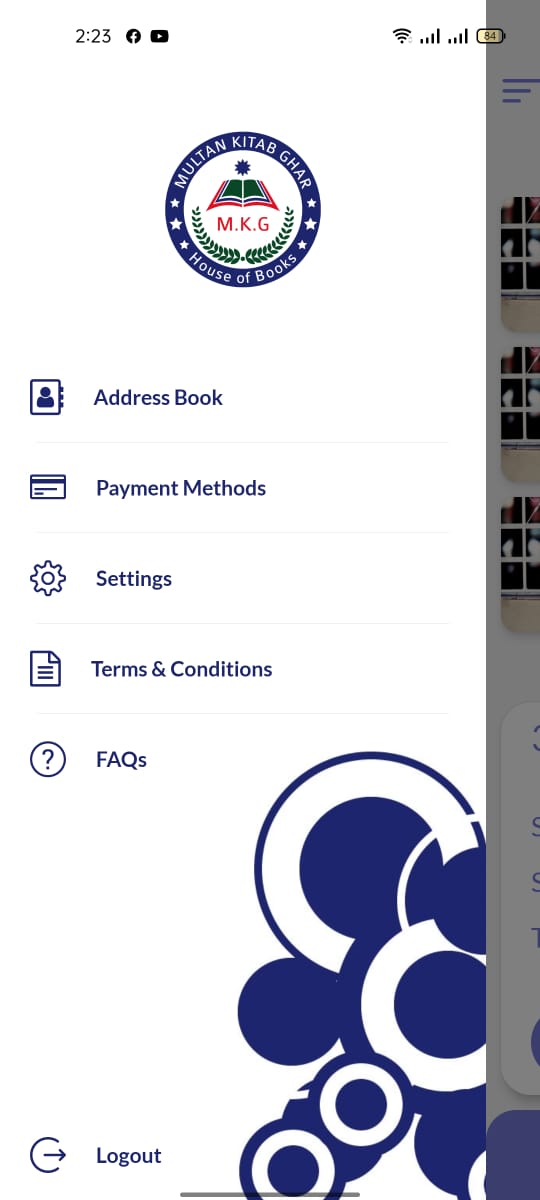 2:23
84
MULTAN KITAB GHAR
M.K.G
House of Books
Address Book
Payment Methods
Settings
Terms & Conditions
FAQs
Logout